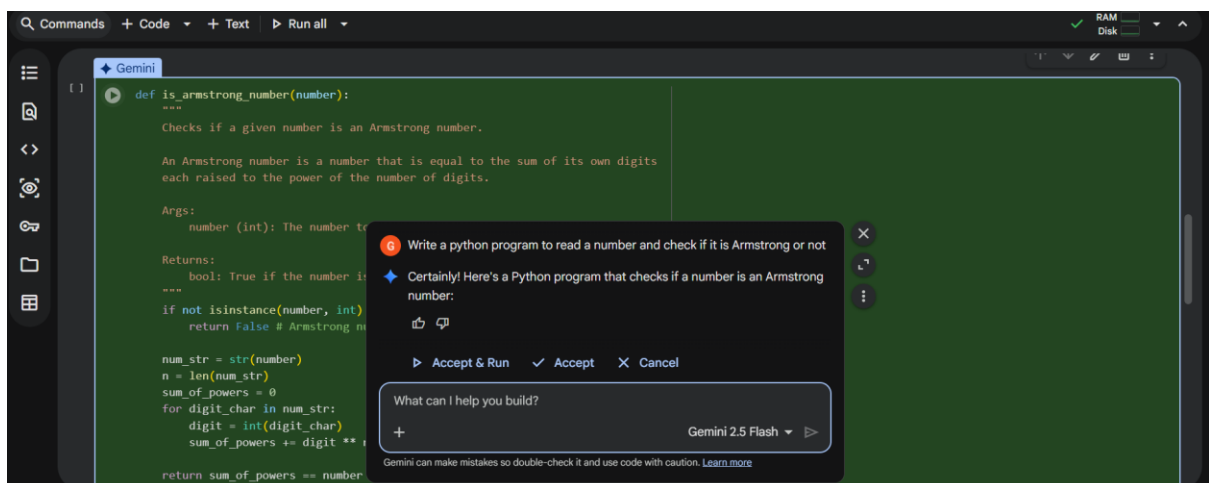 Commands + Code + Text Run all
RAM
Disk
Gemini
[ ]
def is_armstrong_number(number):
"""
Checks if a given number is an Armstrong number.
An Armstrong number is a number that is equal to the sum of its own digits
each raised to the power of the number of digits.
Args:
number (int): The number to
Returns:
bool: True if the number is
"""
if not isinstance(number, int)
return False # Armstrong
num_str = str(number)
n = len(num_str)
sum_of_powers = 0
for digit_char in num_str:
digit = int(digit_char)
sum_of_powers += digit **
return sum_of_powers == number
G Write a python program to read a number and check if it is Armstrong or not
Certainly! Here's a Python program that checks if a number is an Armstrong
number:
Accept & Run Accept Cancel
What can I help you build?
+ Gemini 2.5 Flash
Gemini can make mistakes so double-check it and use code with caution. Learn more